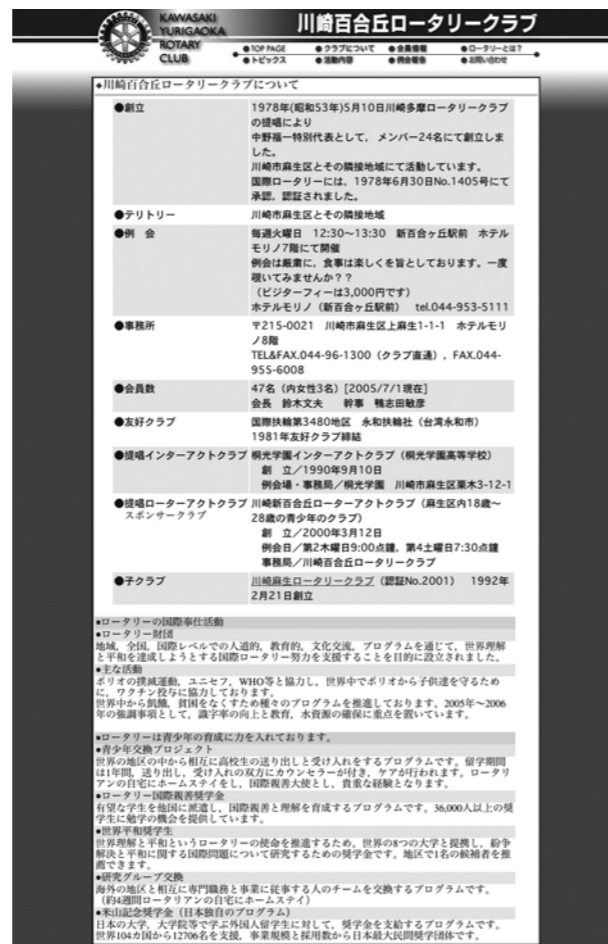 KAWASAKI
YURIGAOKA
ROTARY
CLUB
川崎百合丘ロータリークラブ
●TOP PAGE ●クラブについて ●会員情報 ●ロータリーとは?
●トピックス ●活動内容 ●例会報告 ●お問い合わせ
◆川崎百合丘ロータリークラブについて
●創立 1978年(昭和53年)5月10日川崎多摩ロータリークラブ
の提唱により
中野福一特別代表として, メンバー24名にて創立しま
した。
川崎市麻生区とその隣接地域にて活動しています。
国際ロータリーには, 1978年6月30日No.1405号にて
承認, 認証されました。
●テリトリー 川崎市麻生区とその隣接地域
●例 会 毎週火曜日 12:30~13:30 新百合ヶ丘駅前 ホテル
モリノ7階にて開催
例会は厳粛に, 食事は楽しくを旨としております。一度
覗いてみませんか??
(ビジターフィーは3,000円です)
ホテルモリノ(新百合ヶ丘駅前) tel.044-953-5111
●事務所 〒215-0021 川崎市麻生区上麻生1-1-1 ホテルモリ
ノ8階
TEL&FAX.044-96-1300(クラブ直通), FAX.044-
955-6008
●会員数 47名(内女性3名)[2005/7/1現在]
会長 鈴木文夫 幹事 鴨志田敏彦
●友好クラブ 国際扶輪第3480地区 永和扶輪社(台湾永和市)
1981年友好クラブ締結
●提唱インターアクトクラブ 桐光学園インターアクトクラブ(桐光学園高等学校)
創 立/1990年9月10日
例会場・事務局/桐光学園 川崎市麻生区栗木3-12-1
●提唱ローターアクトクラブ 川崎新百合丘ローターアクトクラブ(麻生区内18歳~
スポンサークラブ 28歳の青少年のクラブ)
創 立/2000年3月12日
例会日/第2木曜日9:00点鐘, 第4土曜日7:30点鐘
事務局/川崎百合丘ロータリークラブ
●子クラブ 川崎麻生ロータリークラブ(認証No.2001) 1992年
2月21日創立
●ロータリーの国際奉仕活動
●ロータリー財団
地域, 全国, 国際レベルでの人道的, 教育的, 文化交流, プログラムを通じて, 世界理解
と平和を達成しようとする国際ロータリー努力を支援することを目的に設立されました。
●主な活動
ポリオの撲滅運動, ユニセフ, WHO等と協力し, 世界中でポリオから子供達を守るため
に, ワクチン投与に協力しております。
世界中から飢餓, 貧困をなくすため種々のプログラムを推進しております。2005年~2006
年の強調事項として, 識字率の向上と教育, 水資源の確保に重点を置いています。
●ロータリーは青少年の育成に力を入れております。
●青少年交換プロジェクト
世界の地区の中から相互に高校生の送り出しと受け入れをするプログラムです。留学期間
は1年間, 送り出し, 受け入れの双方にカウンセラーが付き, ケアが行われます。ロータリ
アンの自宅にホームステイをし, 国際親善大使とし, 貴重な経験となります。
●ロータリー国際親善奨学金
有望な学生を他国に派遣し, 国際親善と理解を育成するプログラムです。36,000人以上の奨
学生に勉学の機会を提供しています。
●世界平和奨学生
世界理解と平和というロータリーの使命を推進するため, 世界の8つの大学と提携し, 紛争
解決と平和に関する国際問題について研究するための奨学金です。地区で1名の候補者を推
薦できます。
●研究グループ交換
海外の地区と相互に専門職務と事業に従事する人のチームを交換するプログラムです。
(約4週間ロータリアンの自宅にホームステイ)
●米山記念奨学金(日本独自のプログラム)
日本の大学, 大学院等で学ぶ外国人留学生に対して, 奨学金を支給するプログラムです。
世界104カ国から12706名を支援, 事業規模と採用数から日本最大民間奨学団体です。